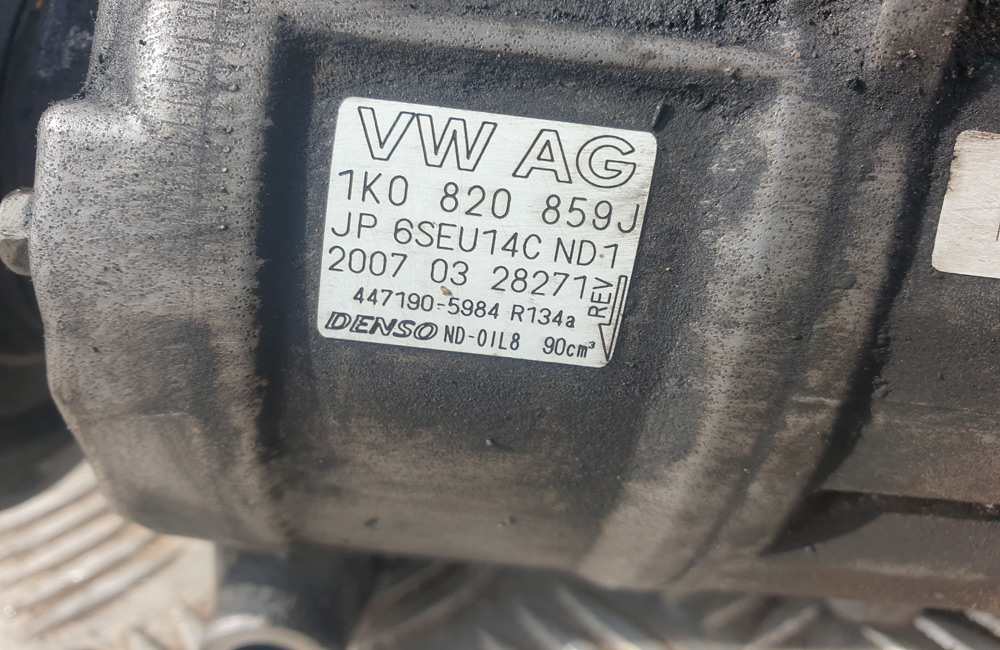 VW AG
1K0 820 859J
JP 6SEU14C ND-1
2007 03 28271
REV
447190-5984 R134a
DENSO ND-OIL8 90cm³